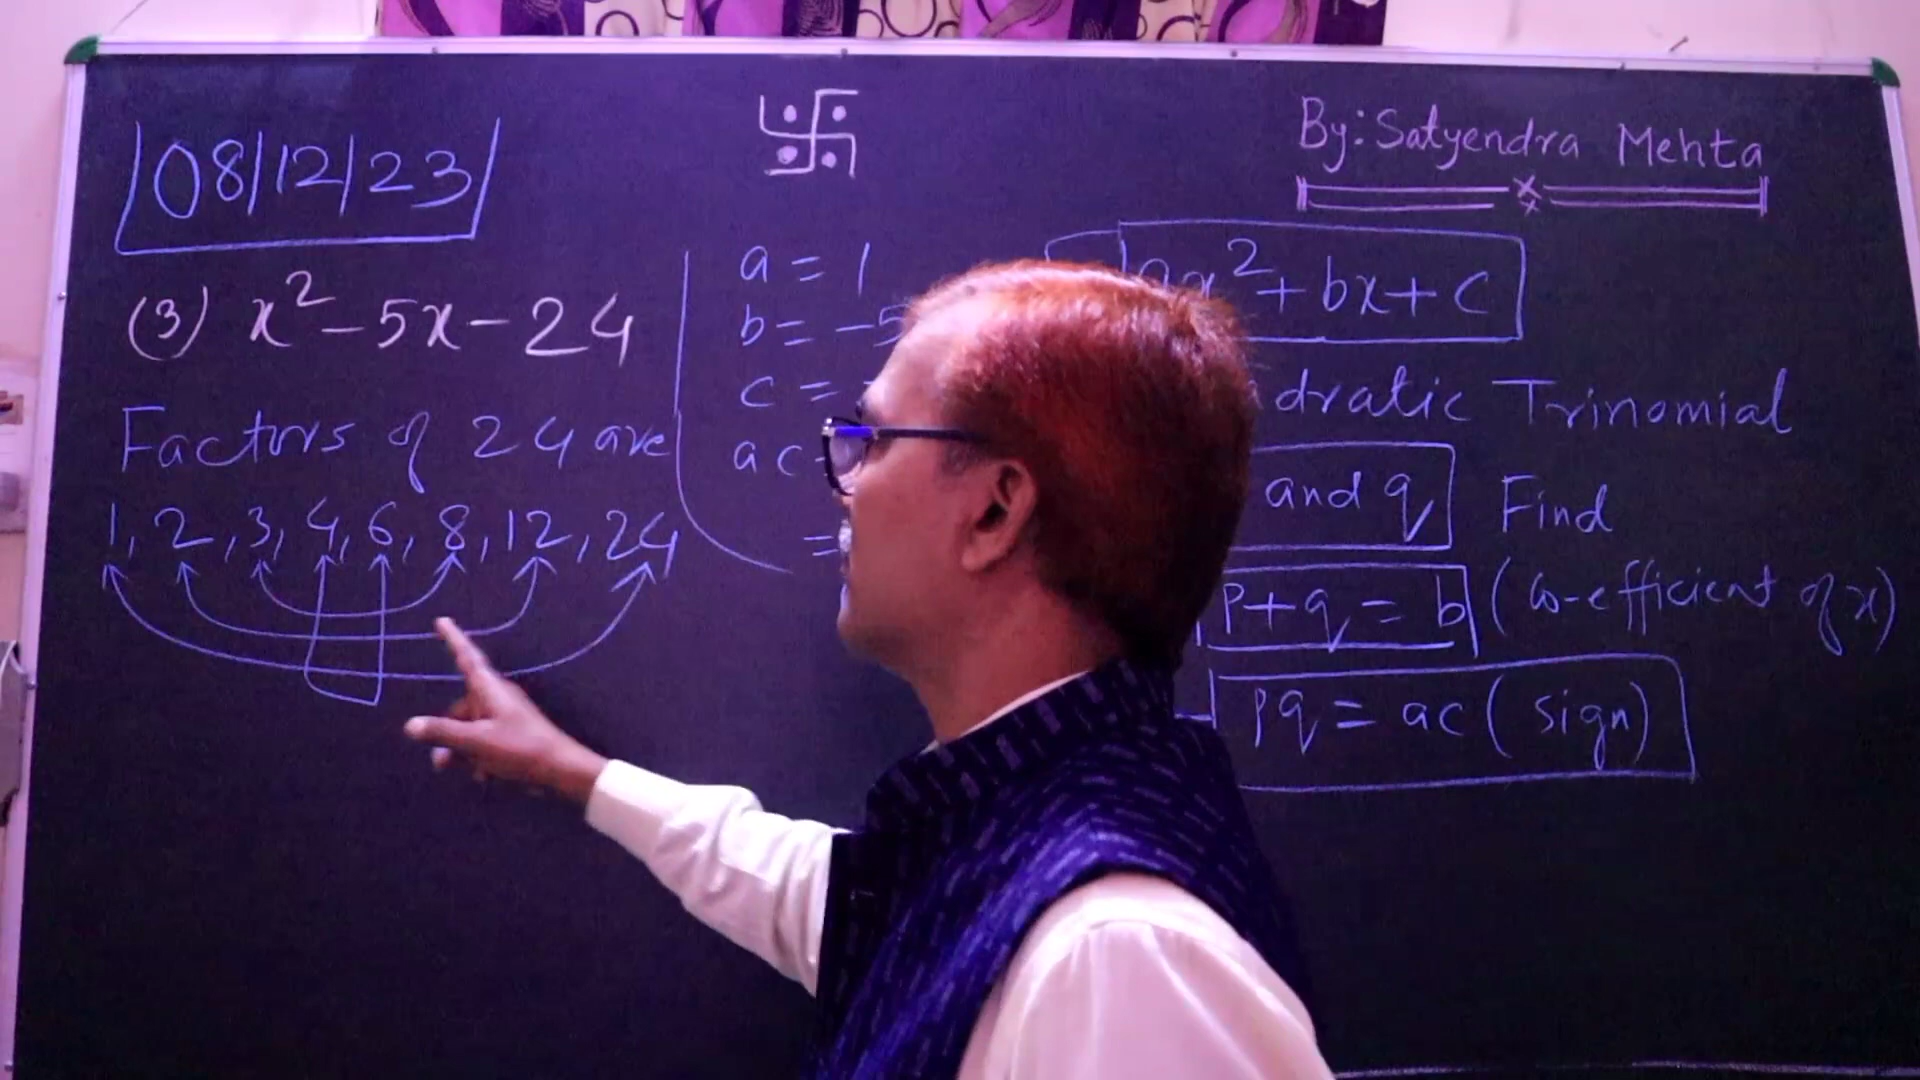 08/12/23
By: Satyendra Mehta
(3) x² - 5x - 24
a = 1
b = -5
c =
ac
=
ax² + bx + c
dratic Trinomial
Factors of 24 are
1, 2, 3, 4, 6, 8, 12, 24
and q Find
p + q = b (co-efficient of x)
pq = ac (sign)